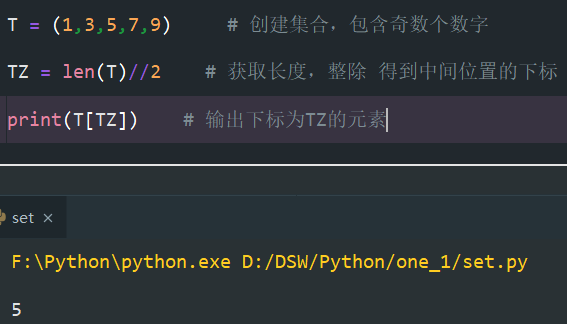 T = (1,3,5,7,9)      # 创建集合，包含奇数个数字
TZ = len(T)//2    # 获取长度，整除 得到中间位置的下标
print(T[TZ])    # 输出下标为TZ的元素
set ×
F:\Python\python.exe D:/DSW/Python/one_1/set.py
5